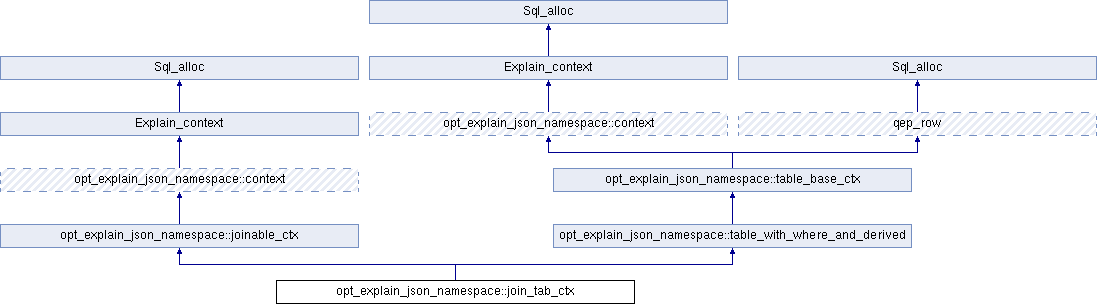 Sql_alloc
Sql_alloc
Explain_context
Sql_alloc
Explain_context
opt_explain_json_namespace::context
qep_row
opt_explain_json_namespace::context
opt_explain_json_namespace::table_base_ctx
opt_explain_json_namespace::joinable_ctx
opt_explain_json_namespace::table_with_where_and_derived
opt_explain_json_namespace::join_tab_ctx